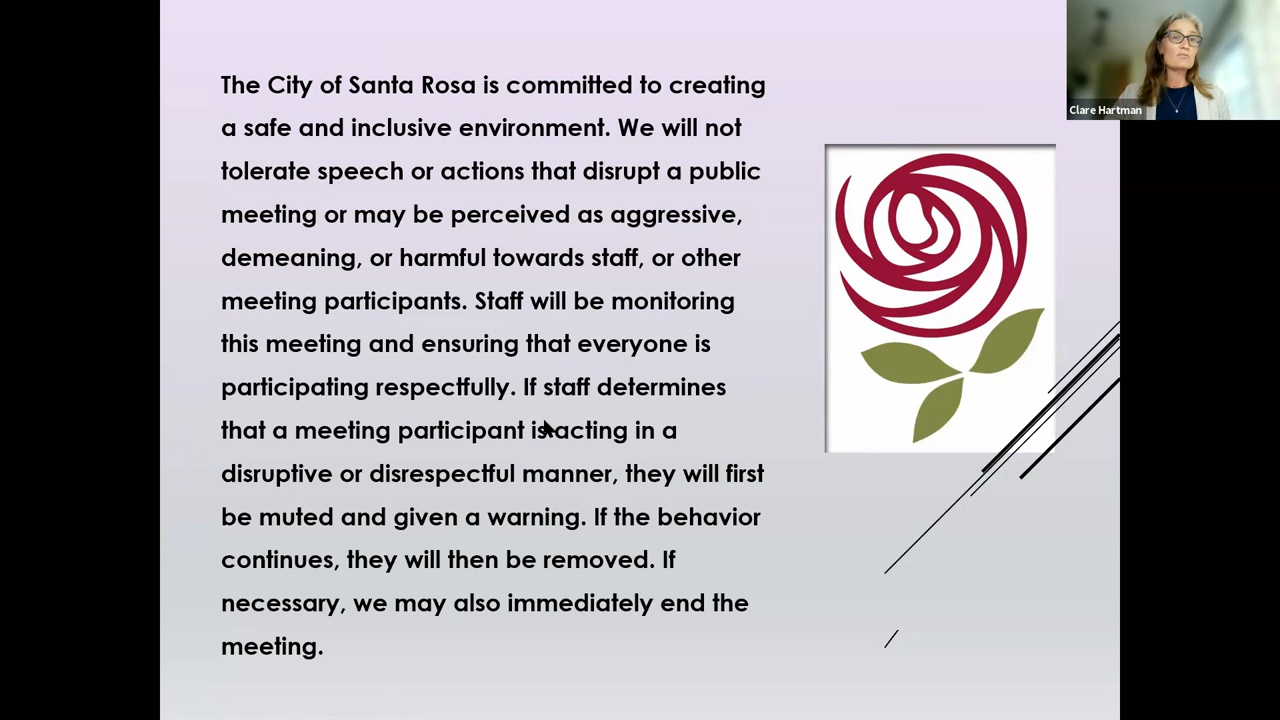 The City of Santa Rosa is committed to creating
a safe and inclusive environment. We will not
tolerate speech or actions that disrupt a public
meeting or may be perceived as aggressive,
demeaning, or harmful towards staff, or other
meeting participants. Staff will be monitoring
this meeting and ensuring that everyone is
participating respectfully. If staff determines
that a meeting participant is acting in a
disruptive or disrespectful manner, they will first
be muted and given a warning. If the behavior
continues, they will then be removed. If
necessary, we may also immediately end the
meeting.
Clare Hartman